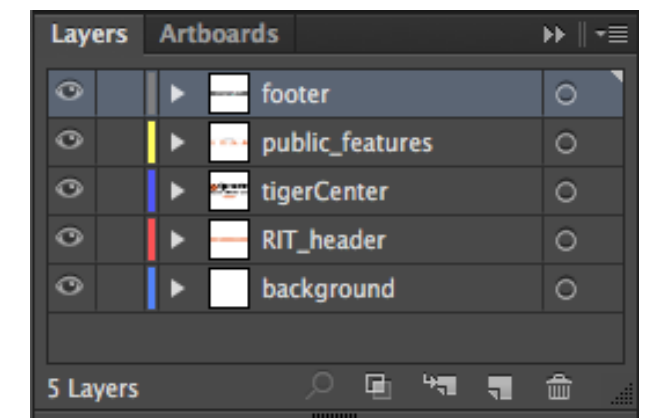 Layers Artboards
footer
public_features
tigerCenter
RIT_header
background
5 Layers